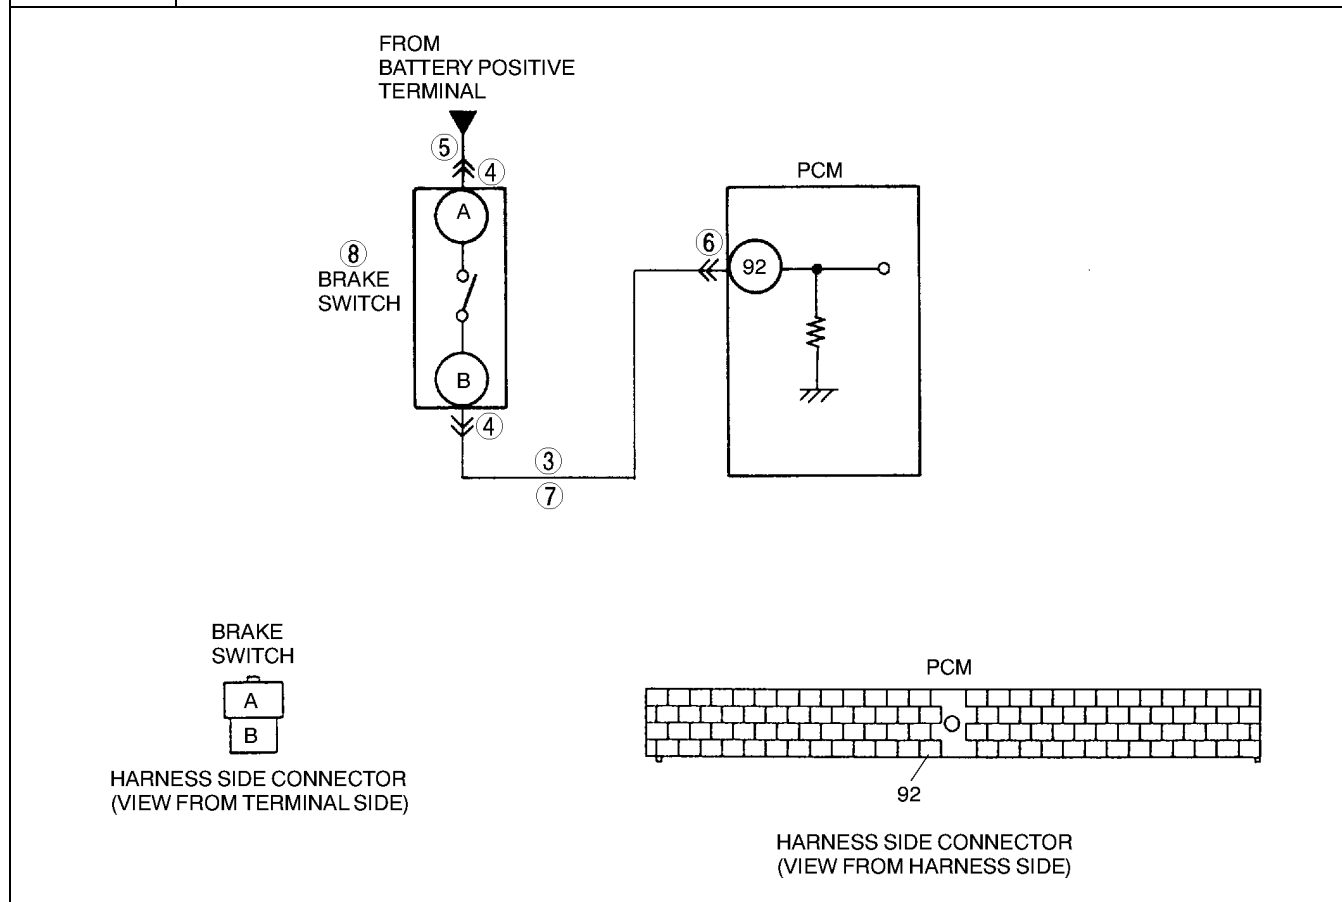 FROM
BATTERY POSITIVE
TERMINAL
⑤
④
PCM
A
⑥
⑧
BRAKE
SWITCH
92
B
④
③
⑦
BRAKE
SWITCH
A
B
HARNESS SIDE CONNECTOR
(VIEW FROM TERMINAL SIDE)
PCM
92
HARNESS SIDE CONNECTOR
(VIEW FROM HARNESS SIDE)